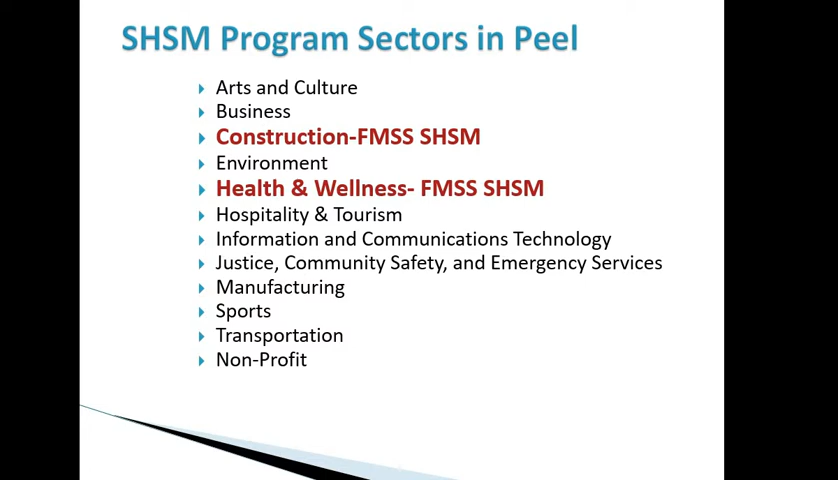 SHSM Program Sectors in Peel
Arts and Culture
Business
Construction-FMSS SHSM
Environment
Health & Wellness- FMSS SHSM
Hospitality & Tourism
Information and Communications Technology
Justice, Community Safety, and Emergency Services
Manufacturing
Sports
Transportation
Non-Profit